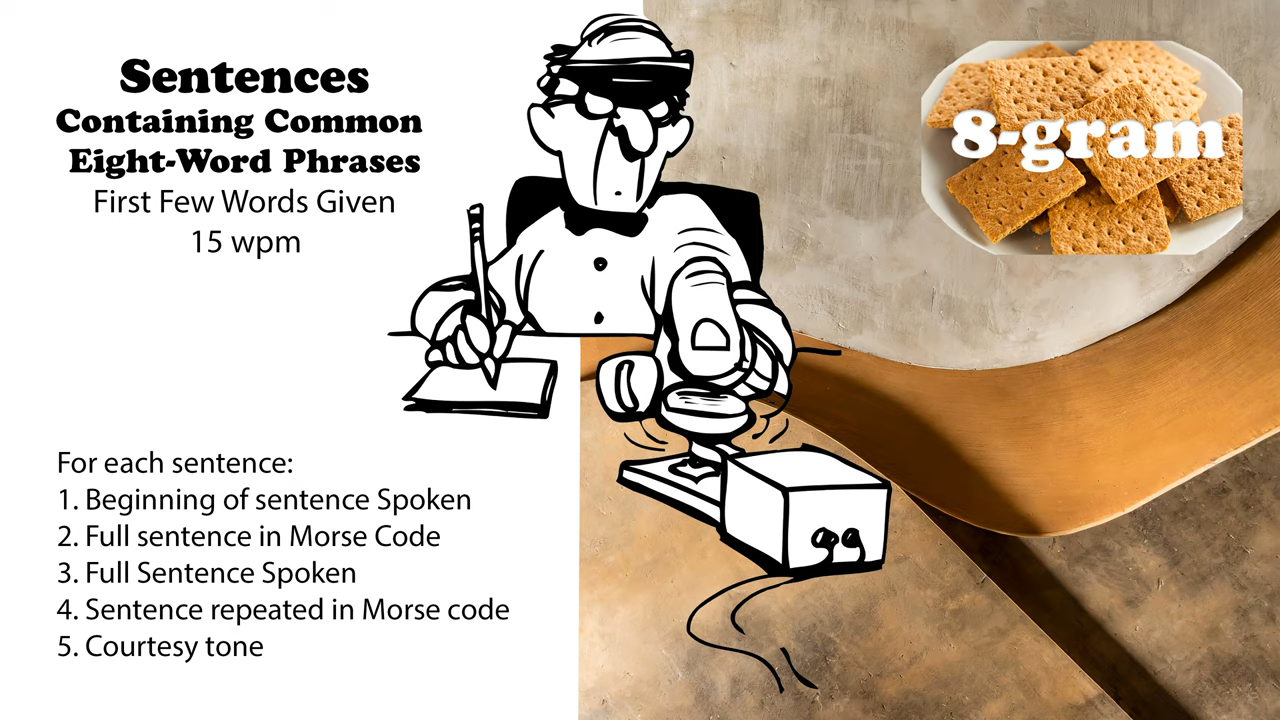 Sentences
Containing Common
Eight-Word Phrases
First Few Words Given
15 wpm
8-gram
For each sentence:
1. Beginning of sentence Spoken
2. Full sentence in Morse Code
3. Full Sentence Spoken
4. Sentence repeated in Morse code
5. Courtesy tone